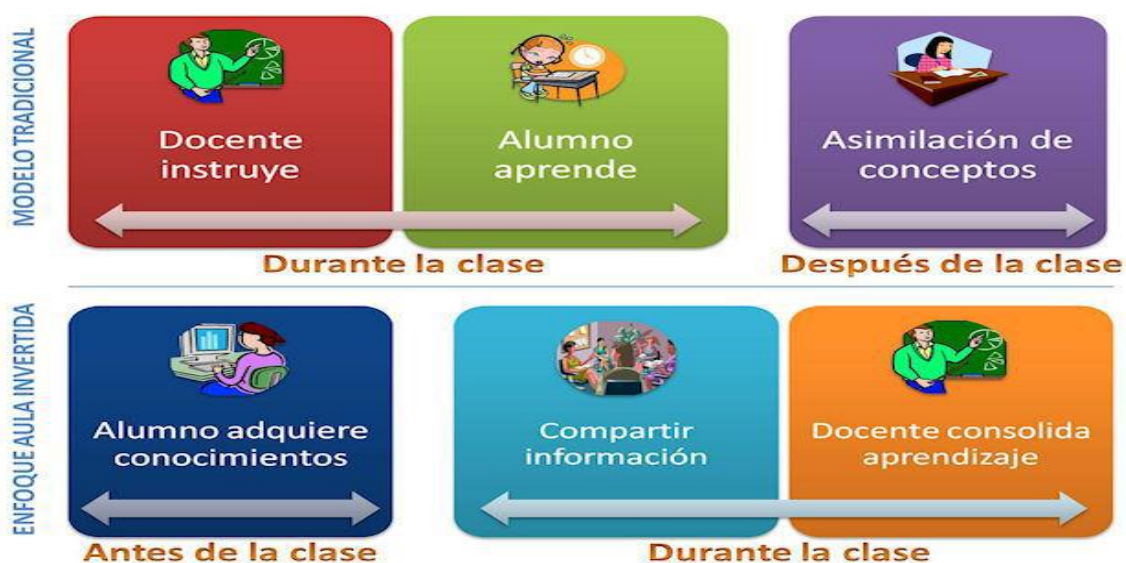 MODELO TRADICIONAL
Docente
instruye
Alumno
aprende
Asimilación de
conceptos
Durante la clase
Después de la clase
ENFOQUE AULA INVERTIDA
Alumno adquiere
conocimientos
Compartir
información
Docente consolida
aprendizaje
Antes de la clase
Durante la clase